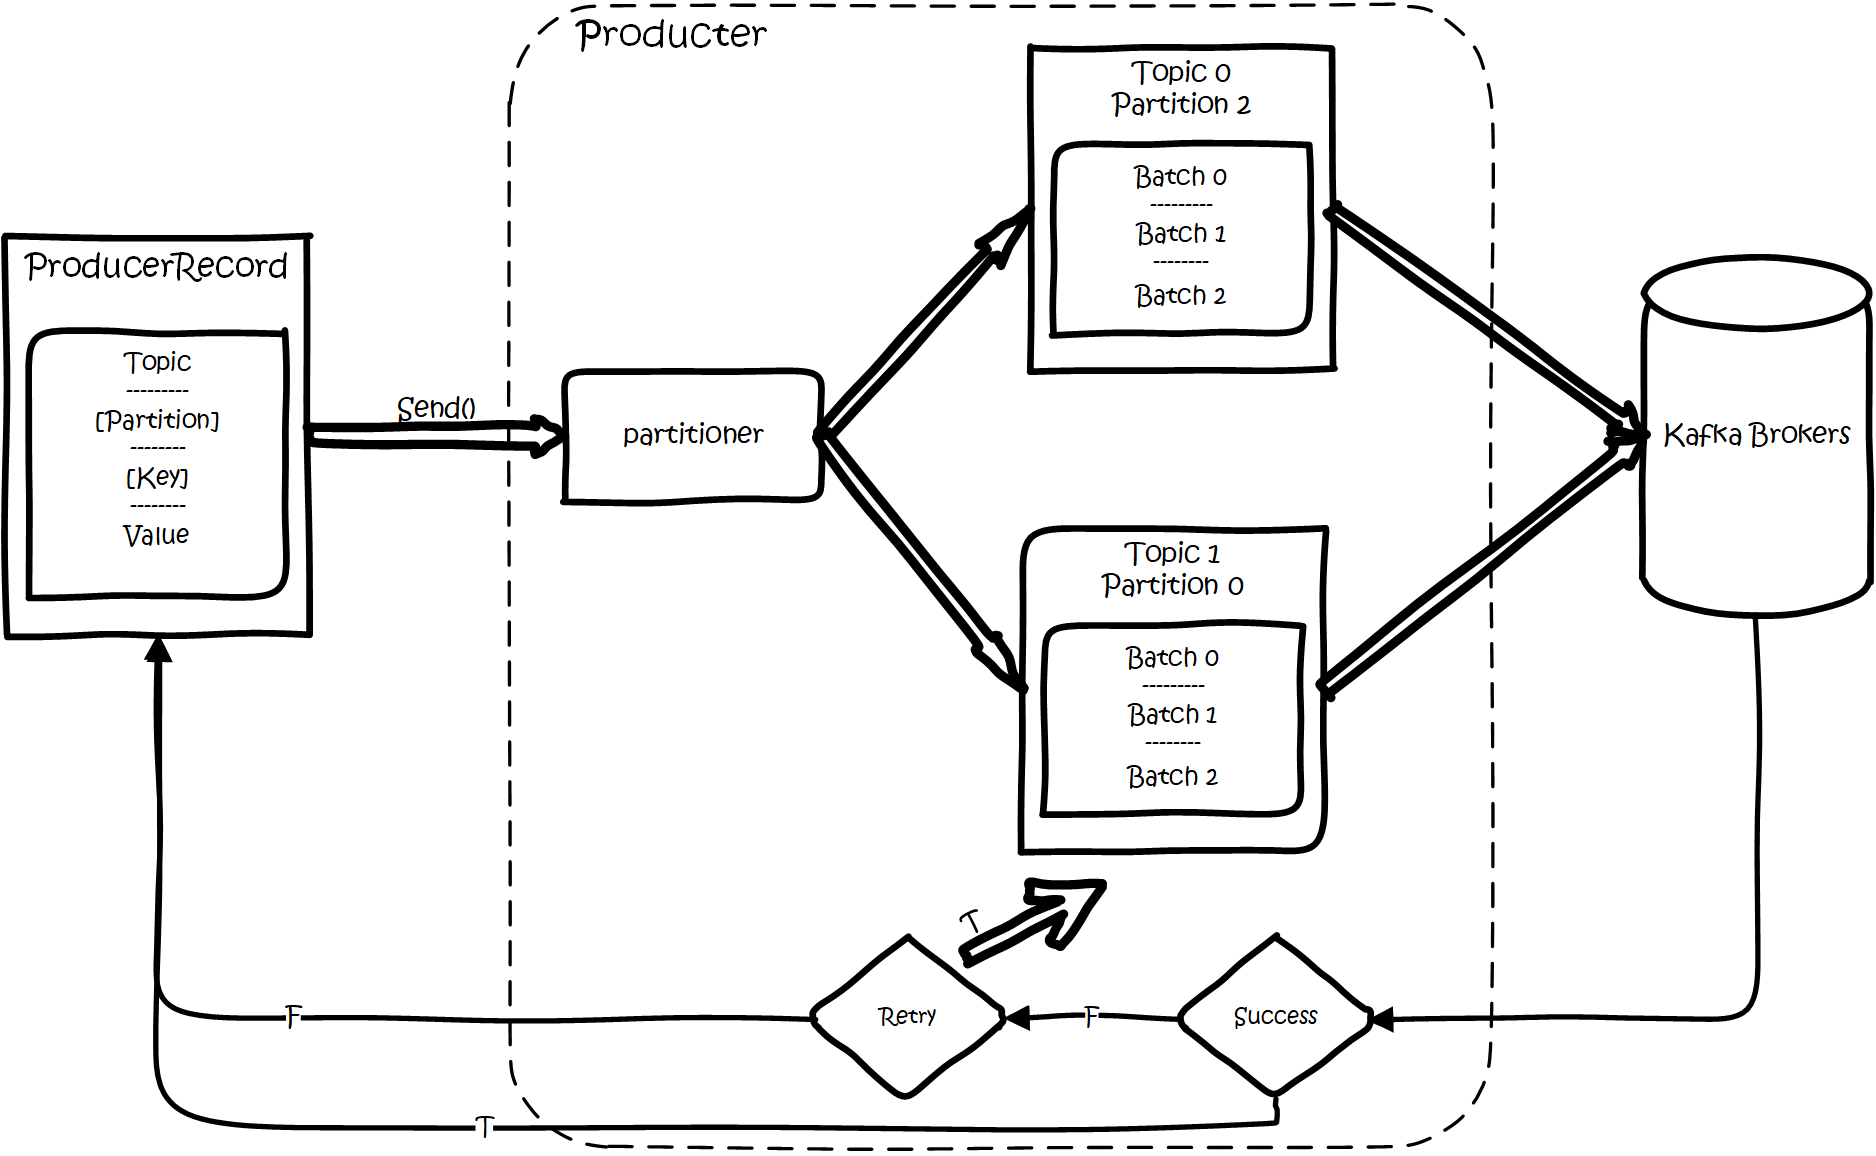 Producter
Topic 0
Partition 2
Batch 0
---------
Batch 1
--------
Batch 2
ProducerRecord
Topic
---------
[Partition]
--------
[Key]
--------
Value
Send()
partitioner
Kafka Brokers
Topic 1
Partition 0
Batch 0
---------
Batch 1
--------
Batch 2
T
F
Retry
F
Success
T